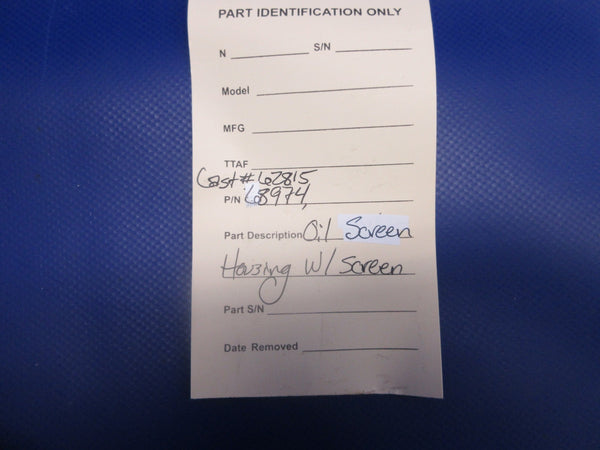 PART IDENTIFICATION ONLY
N S/N
Model
MFG
TTAF
Cast # 62815
P/N 68974,
Part Description Oil Screen
Housing W/ Screen
Part S/N
Date Removed